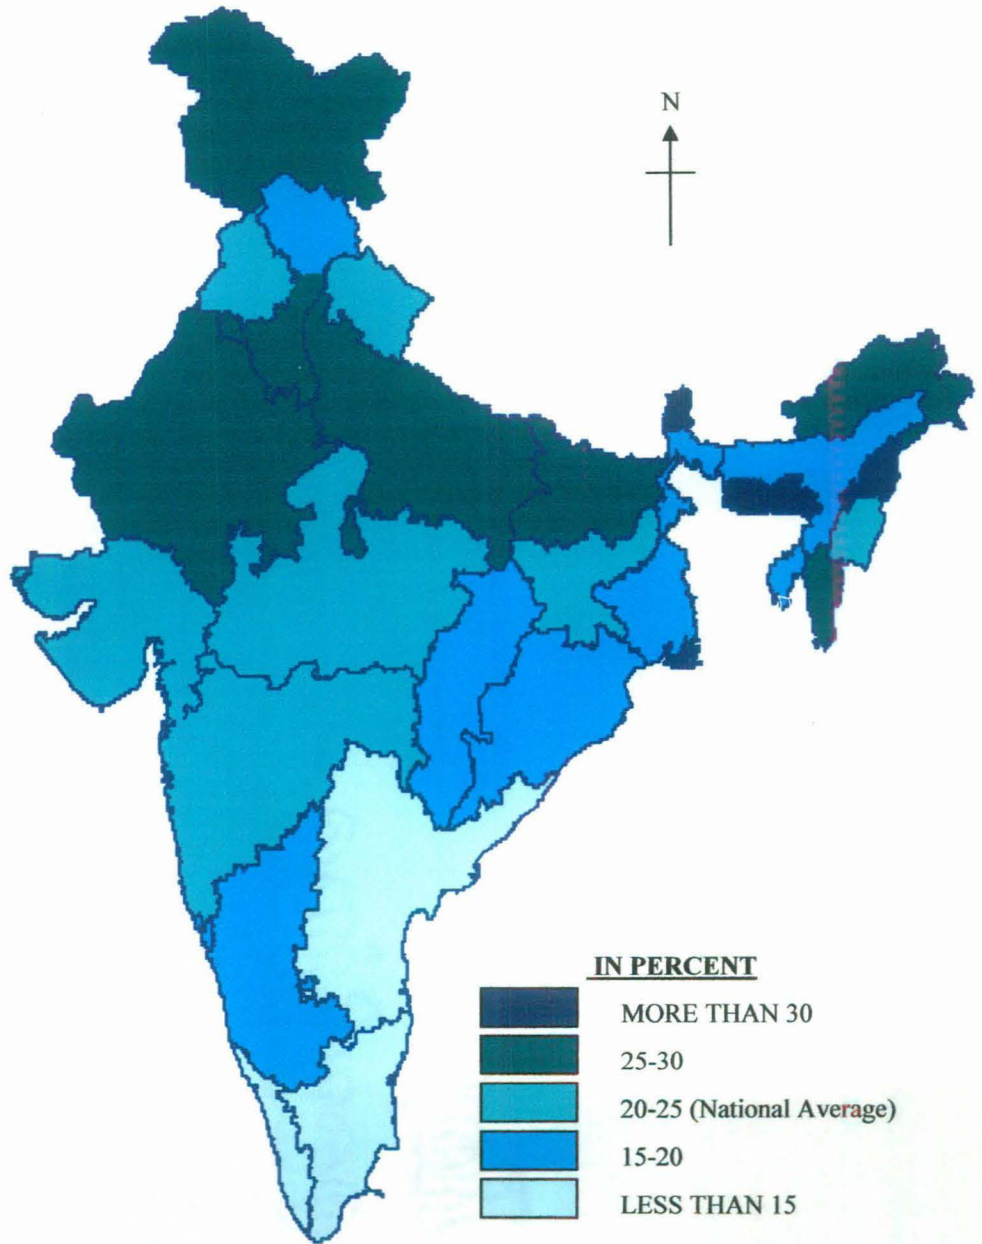 N
IN PERCENT
MORE THAN 30
25-30
20-25 (National Average)
15-20
LESS THAN 15